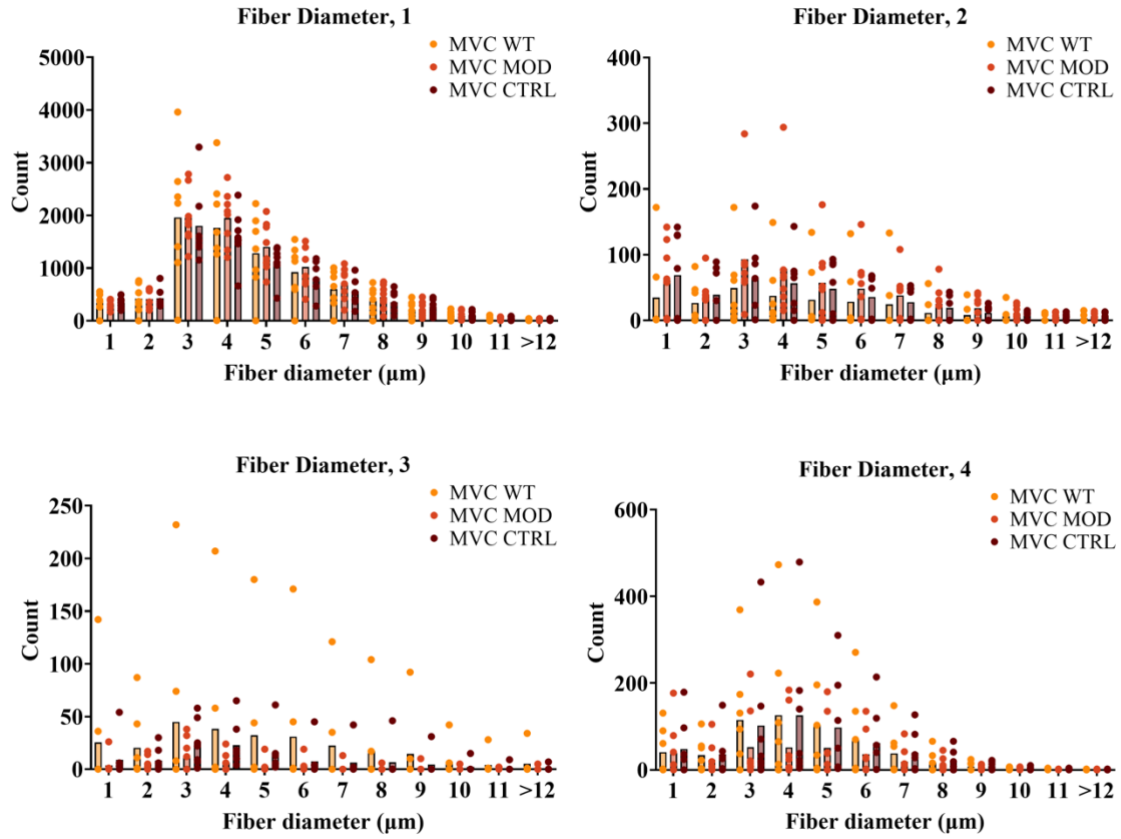 Fiber Diameter, 1
MVC WT
MVC MOD
MVC CTRL
5000
4000
3000
2000
1000
0
Count
1 2 3 4 5 6 7 8 9 10 11 >12
Fiber diameter (μm)
Fiber Diameter, 2
MVC WT
MVC MOD
MVC CTRL
400
300
200
100
0
Count
1 2 3 4 5 6 7 8 9 10 11 >12
Fiber diameter (μm)
Fiber Diameter, 3
MVC WT
MVC MOD
MVC CTRL
250
200
150
100
50
0
Count
1 2 3 4 5 6 7 8 9 10 11 >12
Fiber diameter (μm)
Fiber Diameter, 4
MVC WT
MVC MOD
MVC CTRL
600
400
200
0
Count
1 2 3 4 5 6 7 8 9 10 11 >12
Fiber diameter (μm)